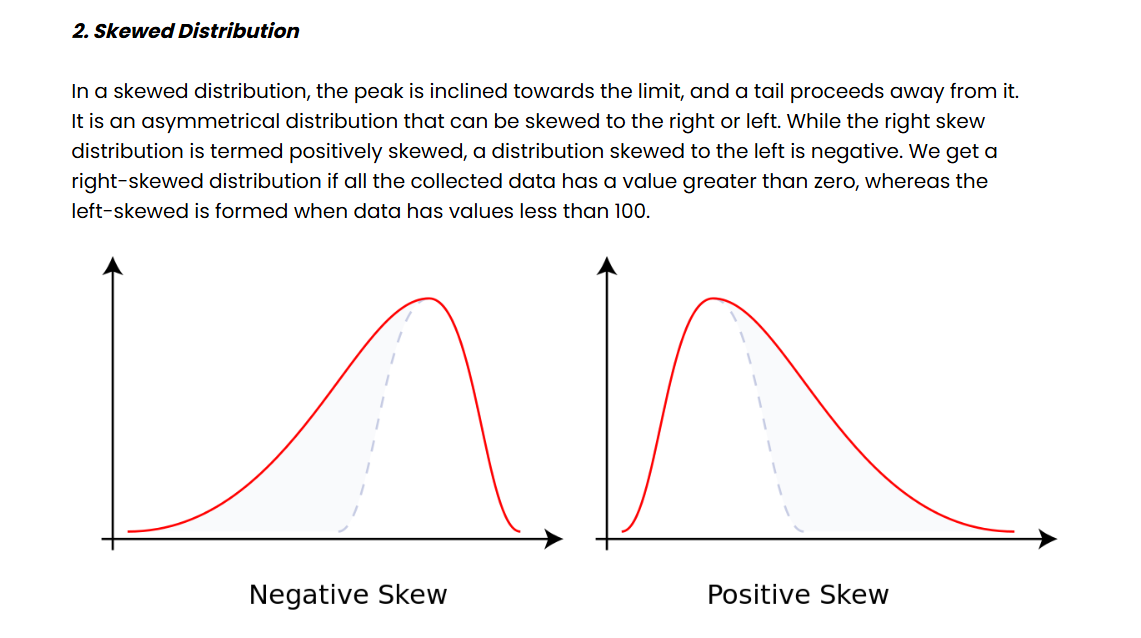 2. Skewed Distribution
In a skewed distribution, the peak is inclined towards the limit, and a tail proceeds away from it.
It is an asymmetrical distribution that can be skewed to the right or left. While the right skew
distribution is termed positively skewed, a distribution skewed to the left is negative. We get a
right-skewed distribution if all the collected data has a value greater than zero, whereas the
left-skewed is formed when data has values less than 100.
Negative Skew
Positive Skew